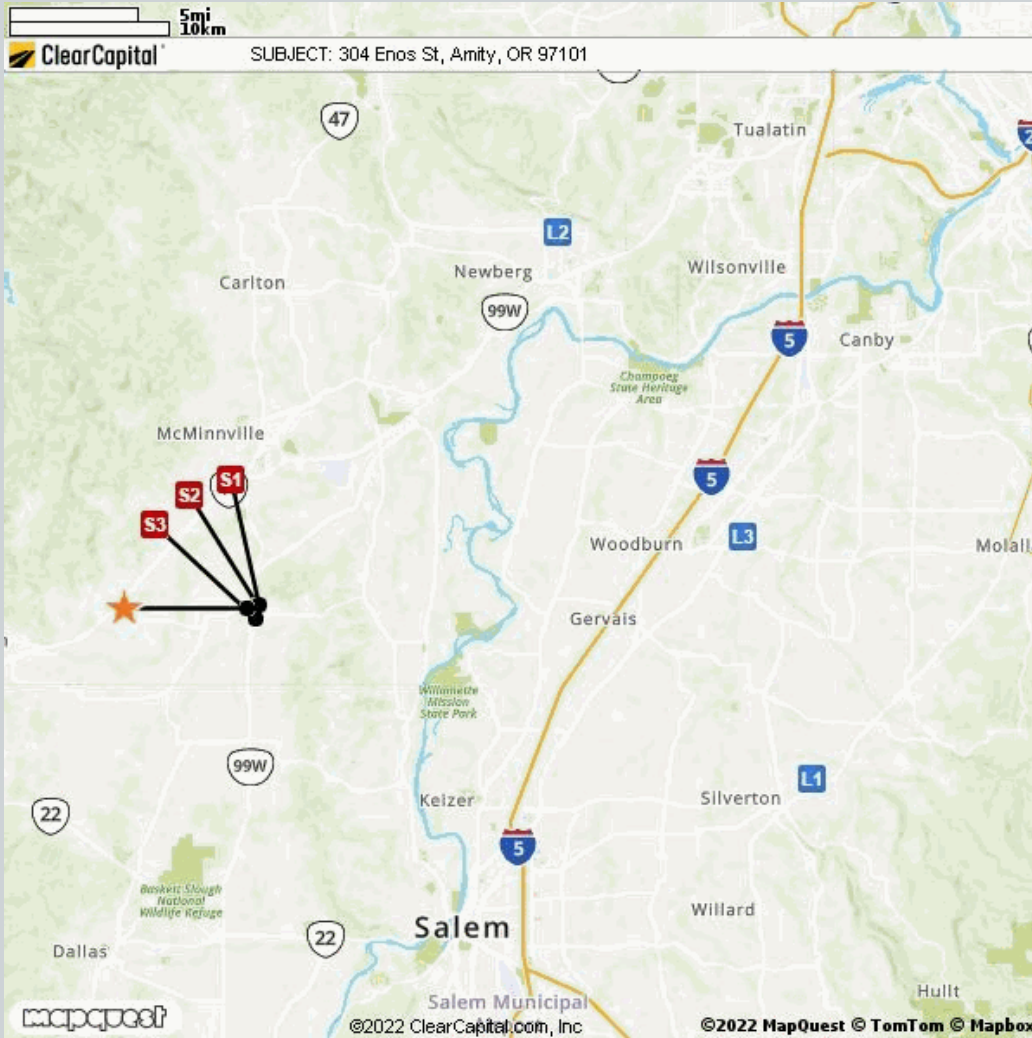 5mi
10km
ClearCapital
SUBJECT: 304 Enos St, Amity, OR 97101
47
Tualatin
L2
Newberg
Wilsonville
Carlton
99W
5
Canby
Champoeg
State Heritage
Area
McMinnville
S1
S2
S3
5
Woodburn
L3
Gervais
Willamette
Mission
State Park
99W
L1
Keizer
Silverton
22
5
Baskett Slough
National
Wildlife Refuge
Willard
Salem
22
Dallas
Hullt
Salem Municipal
mapquest
©2022 ClearCapital.com, Inc
©2022 MapQuest © TomTom © Mapbox